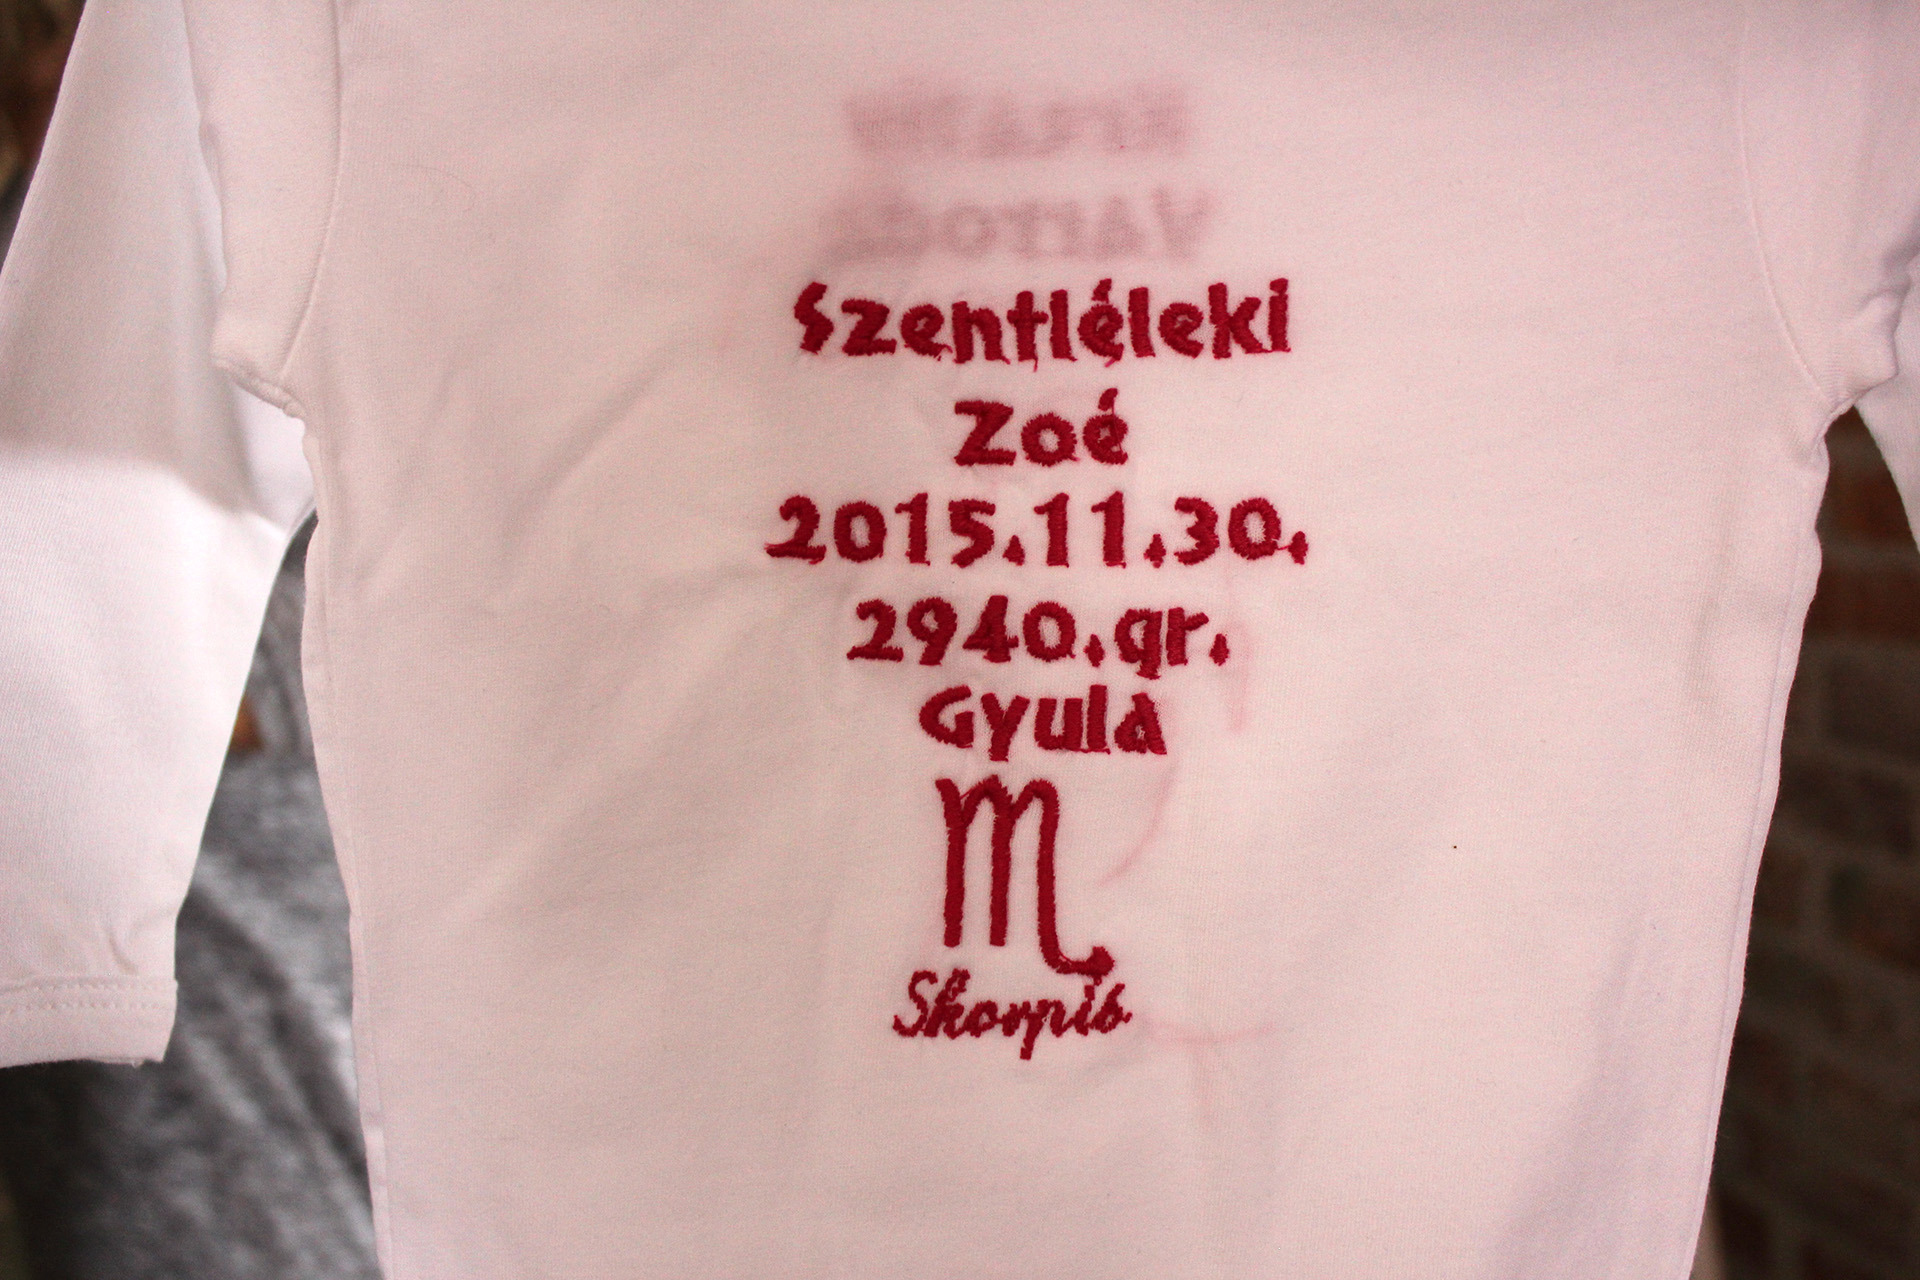 Szentléleki
Zoé
2015.11.30.
2940.gr.
Gyula
Skorpió